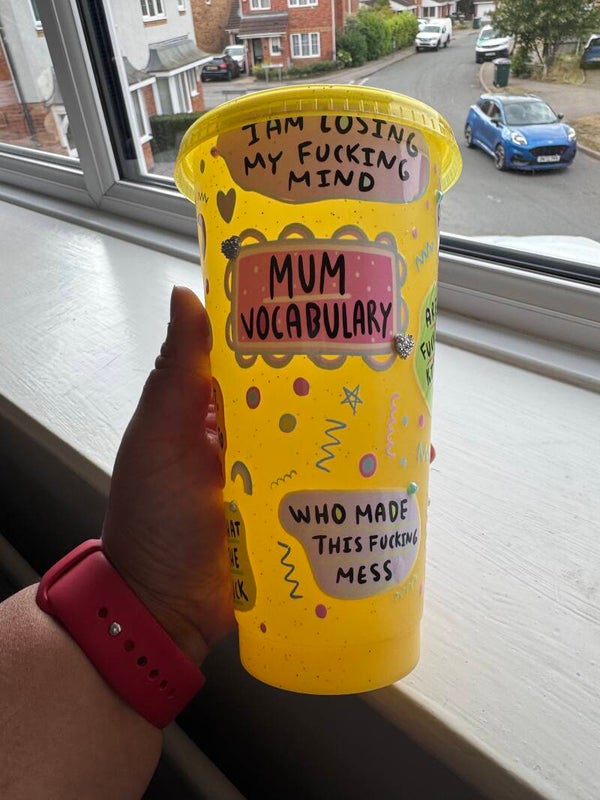 I AM LOSING
MY FUCKING
MIND
MUM
VOCABULARY
WHO MADE
THIS FUCKING
MESS